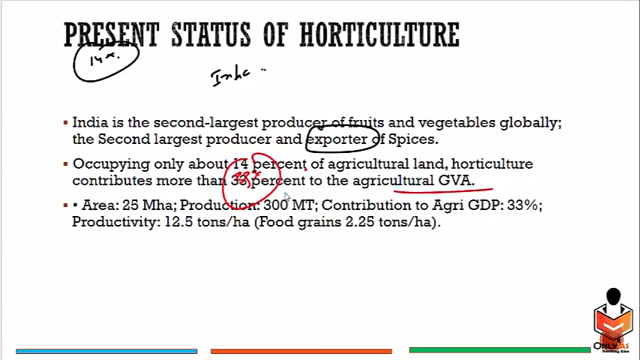 PRESENT STATUS OF HORTICULTURE
14%.
▪ India is the second-largest producer of fruits and vegetables globally;
the Second largest producer and exporter of Spices.
▪ Occupying only about 14 percent of agricultural land, horticulture
contributes more than 33 percent to the agricultural GVA.
▪ • Area: 25 Mha; Production: 300 MT; Contribution to Agri GDP: 33%;
Productivity: 12.5 tons/ha (Food grains 2.25 tons/ha).